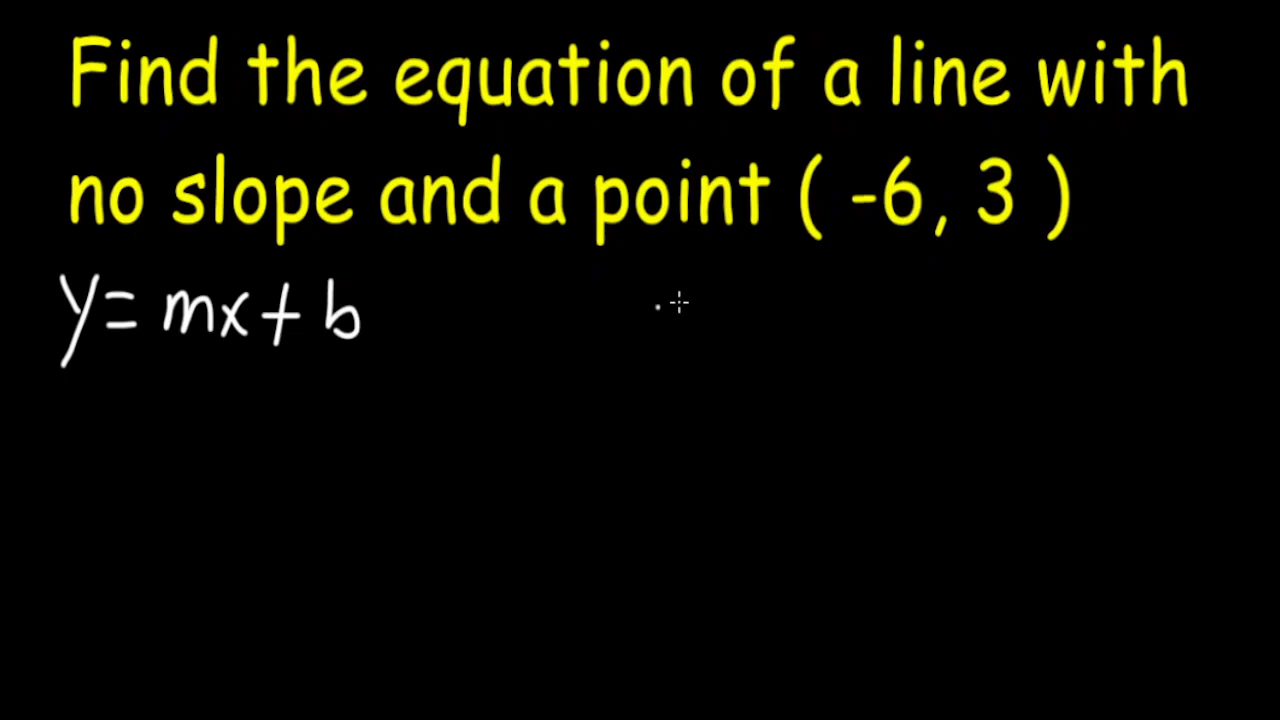 Find the equation of a line with
no slope and a point ( -6, 3 )
y= mx+ b